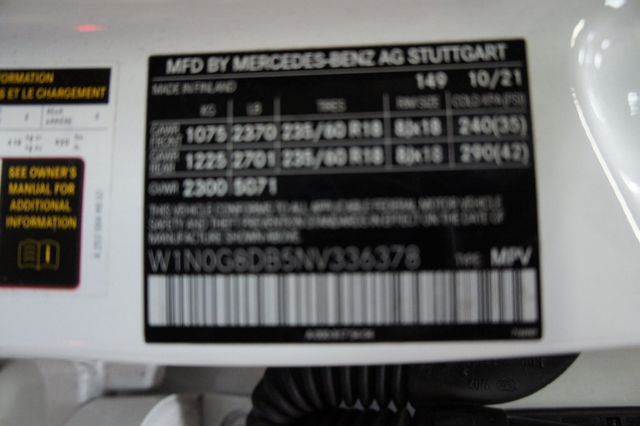 FORMATION
S ET LE CHARGEMENT
SEE OWNER'S
MANUAL FOR
ADDITIONAL
INFORMATION
MFD BY MERCEDES-BENZ AG STUTTGART
MADE IN FINLAND 149 10/21
KG LB TIRES RIM SIZE COLD KPA (PSI)
GAWR FRONT 1075 2370 235/60 R18 8Jx18 240(35)
GAWR REAR 1225 2701 235/60 R18 8Jx18 290(42)
GVWR 2300 5071
THIS VEHICLE CONFORMS TO ALL APPLICABLE FEDERAL MOTOR VEHICLE
SAFETY AND THEFT PREVENTION STANDARDS IN EFFECT ON THE DATE OF
MANUFACTURE SHOWN ABOVE.
W1N0G8DB5NV336378 TYPE: MPV